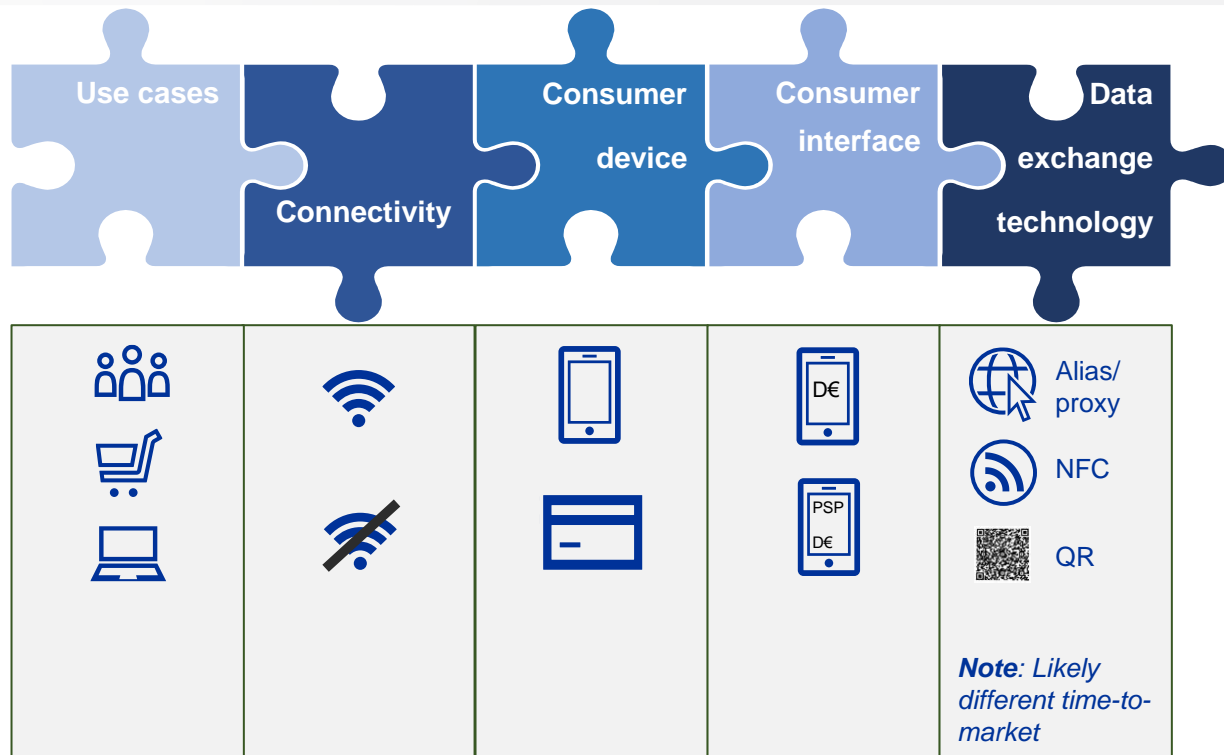 Use cases
Connectivity
Consumer
device
Consumer
interface
Data
exchange
technology
D€
PSP
D€
Alias/
proxy
NFC
QR
Note: Likely
different time-to-
market